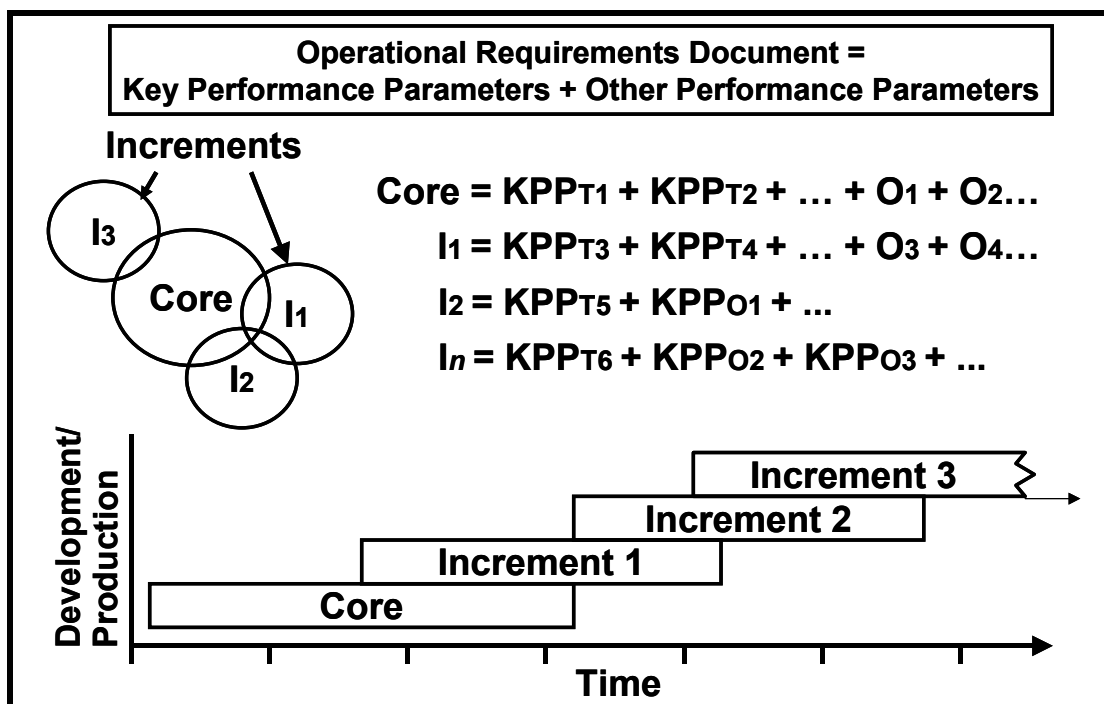 Operational Requirements Document =
Key Performance Parameters + Other Performance Parameters
Increments
I3
Core
I1
I2
Core = KPPT1 + KPPT2 + … + O1 + O2…
I1 = KPPT3 + KPPT4 + … + O3 + O4…
I2 = KPPT5 + KPPO1 + ...
In = KPPT6 + KPPO2 + KPPO3 + ...
Development/
Production
Increment 3
Increment 2
Increment 1
Core
Time